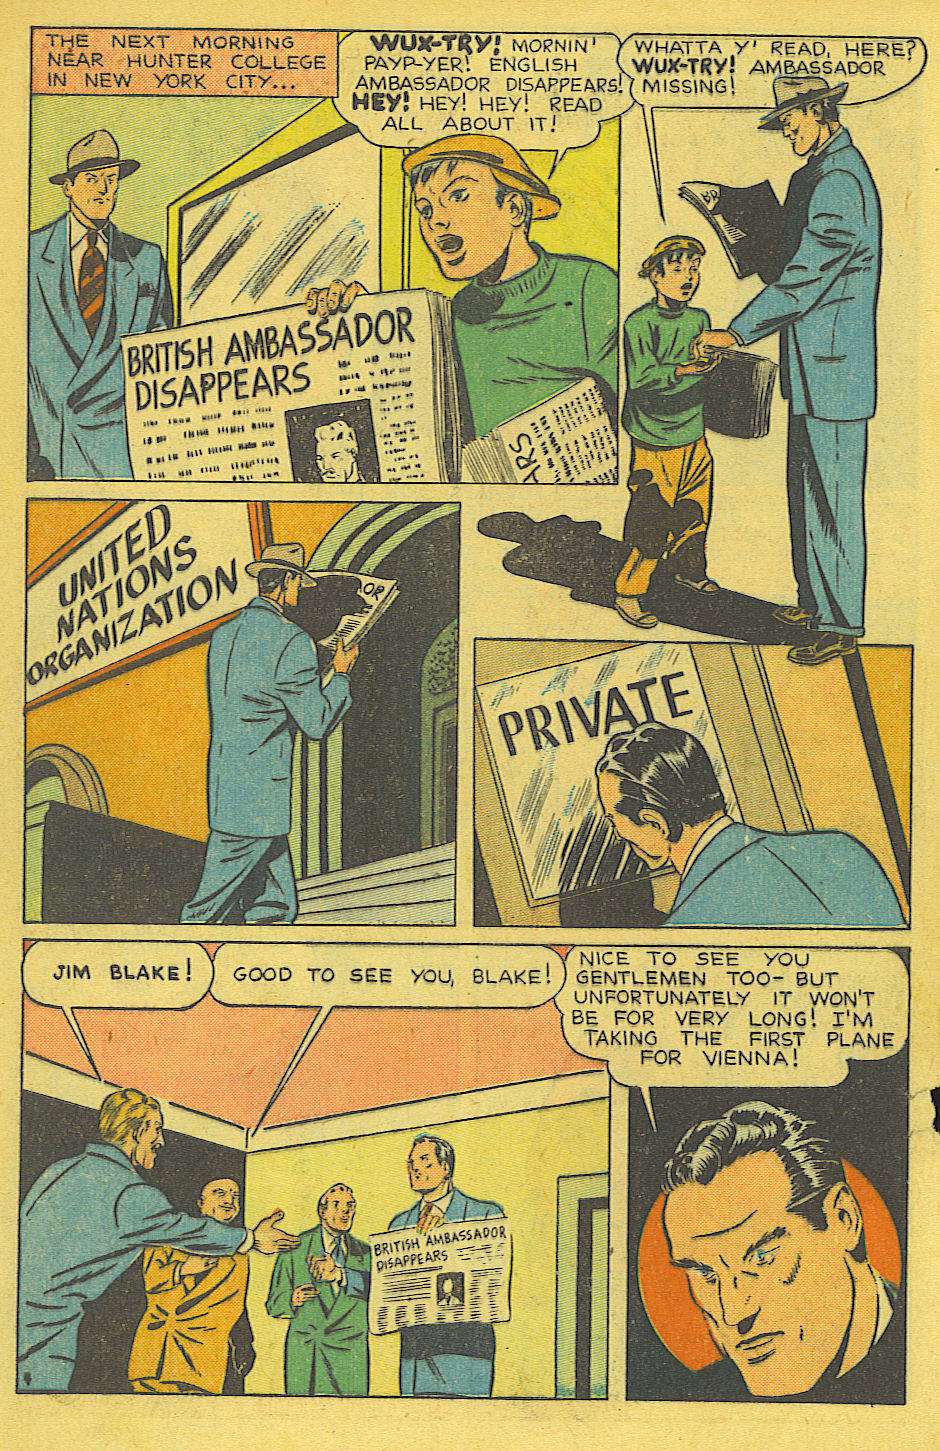 THE NEXT MORNING
NEAR HUNTER COLLEGE
IN NEW YORK CITY...
WUX-TRY! MORNIN'
PAYP-YER! ENGLISH
AMBASSADOR DISAPPEARS!
HEY! HEY! HEY! READ
ALL ABOUT IT!
BRITISH AMBASSADOR
DISAPPEARS
ARS
WHATTA Y' READ, HERE?
WUX-TRY! AMBASSADOR
MISSING!
BR
UNITED
NATIONS
ORGANIZATION
OR
PRIVATE
JIM BLAKE!
GOOD TO SEE YOU, BLAKE!
BRITISH AMBASSADOR
DISAPPEARS
NICE TO SEE YOU
GENTLEMEN TOO- BUT
UNFORTUNATELY IT WON'T
BE FOR VERY LONG! I'M
TAKING THE FIRST PLANE
FOR VIENNA!